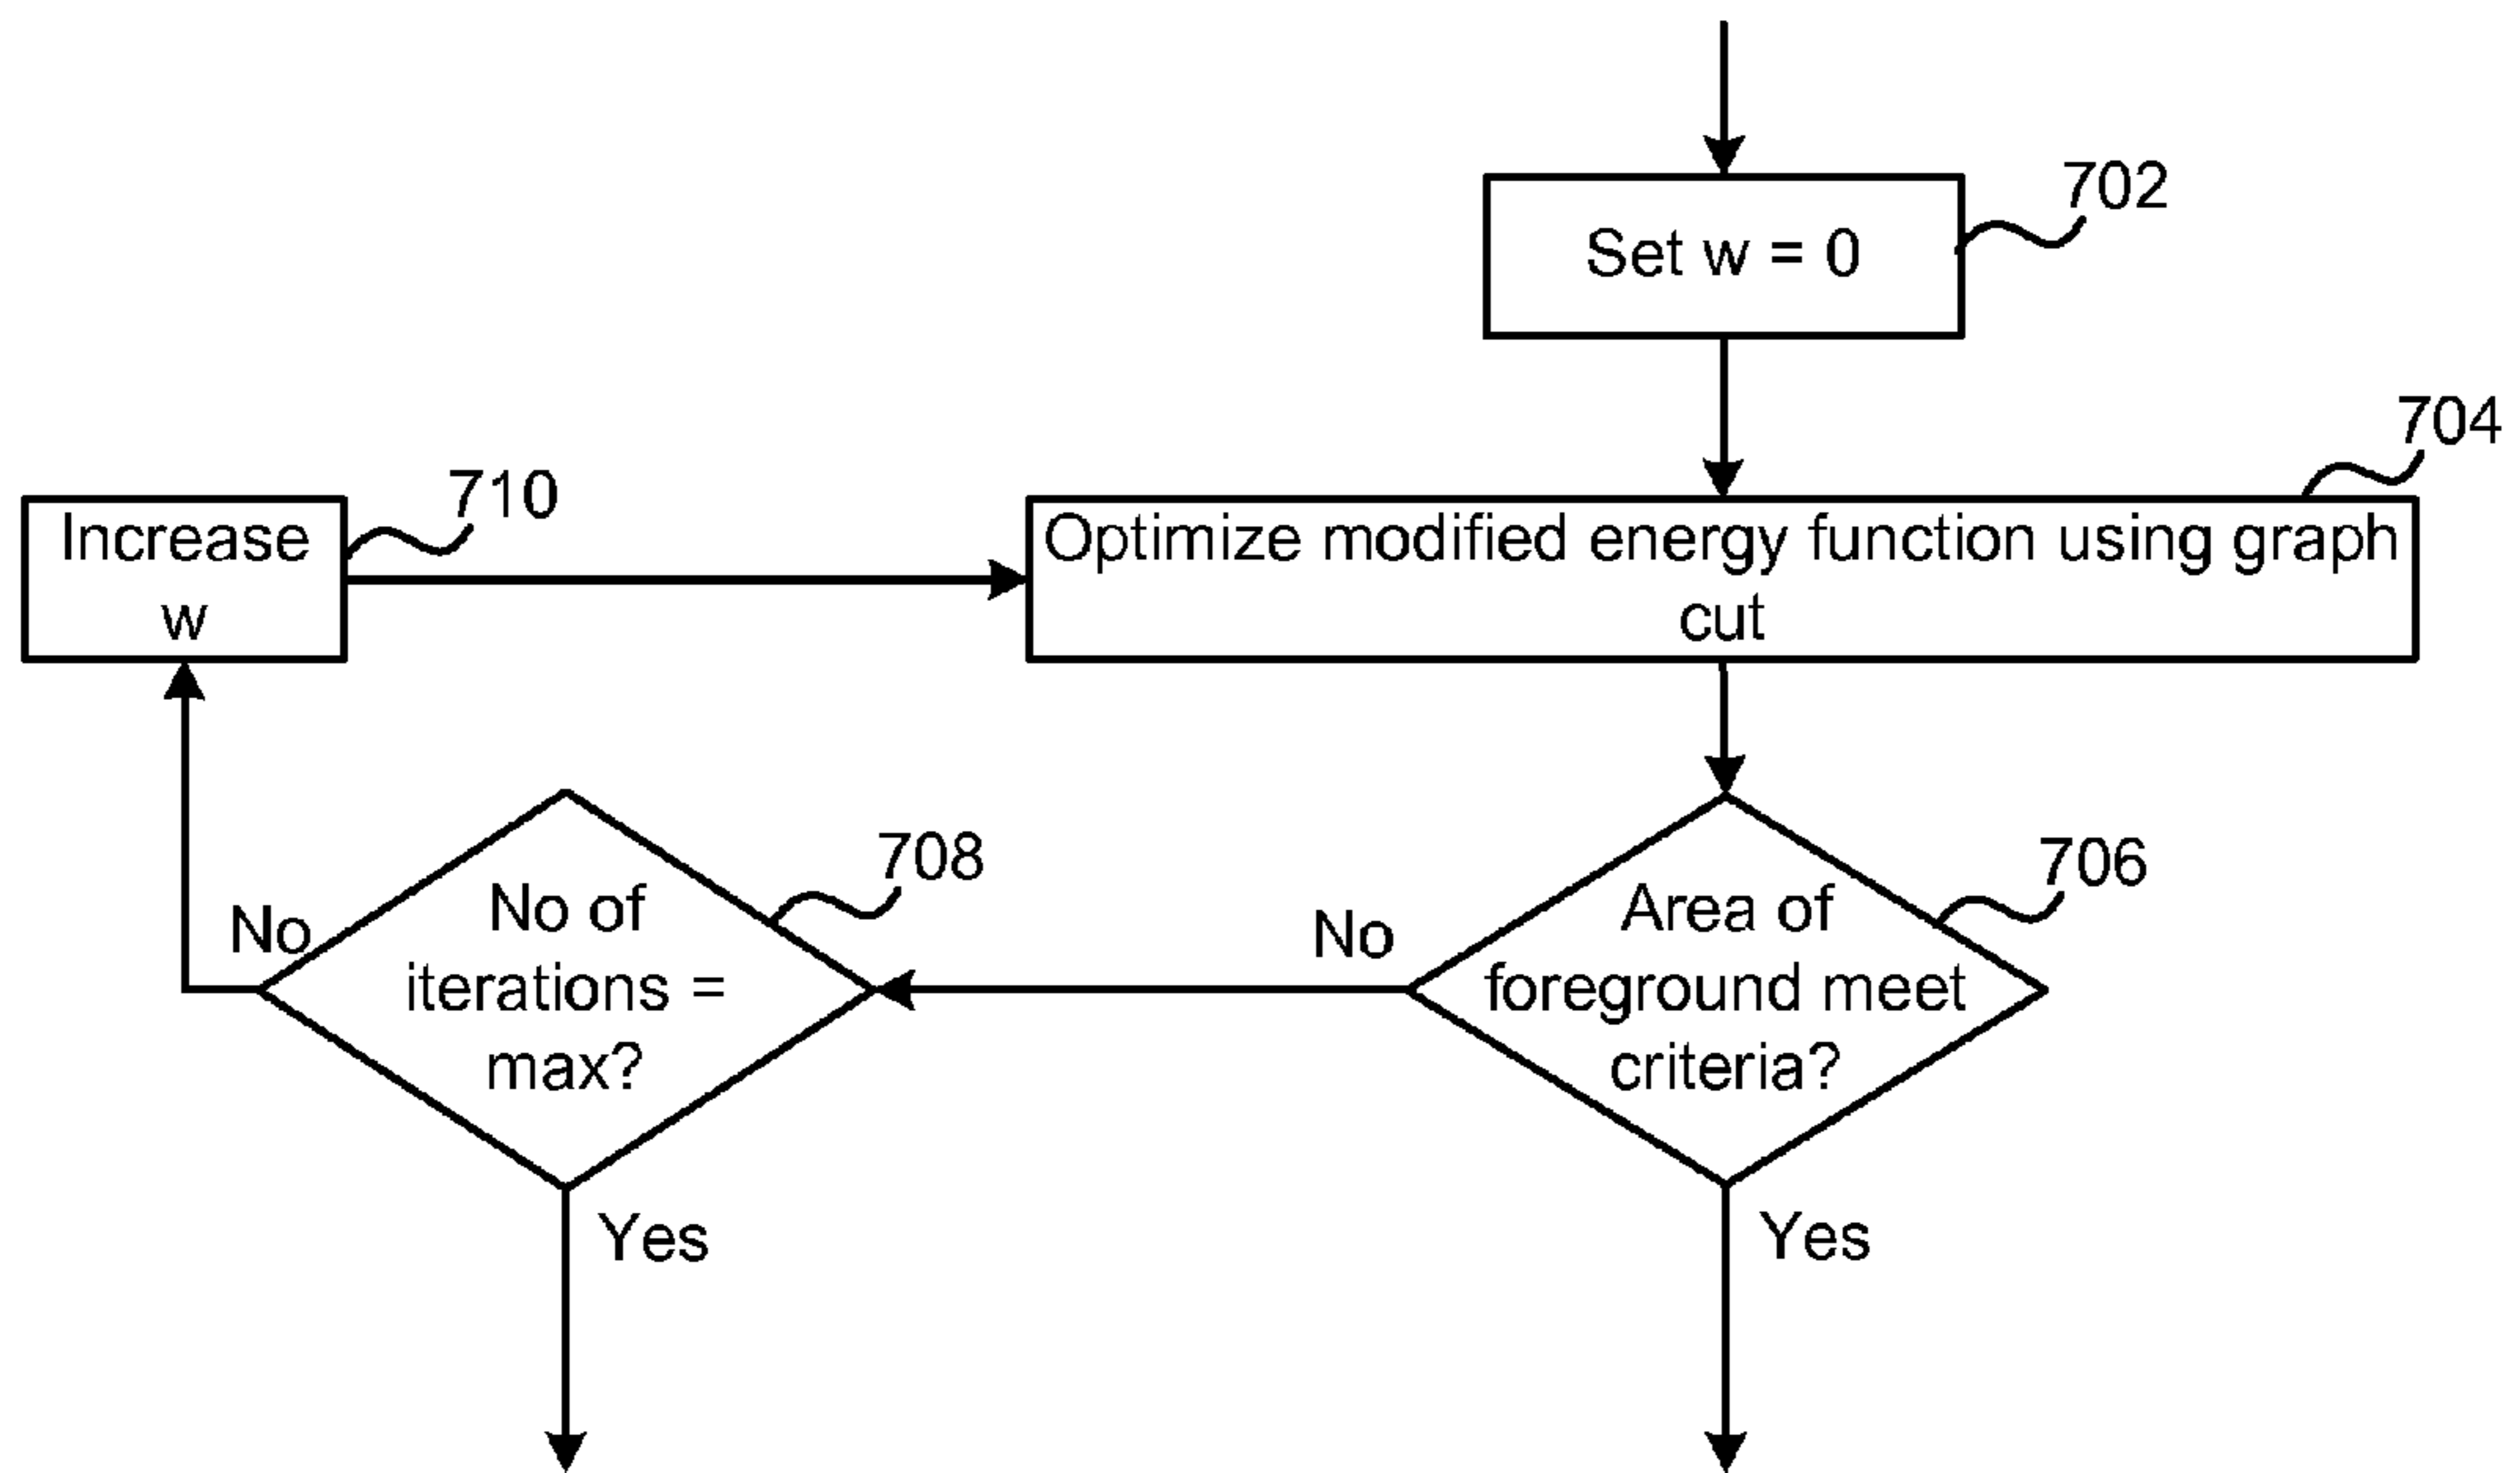 702
Set w = 0
704
710
Increase
w
Optimize modified energy function using graph
cut
708
706
No
No of
iterations =
max?
No
Area of
foreground meet
criteria?
Yes
Yes